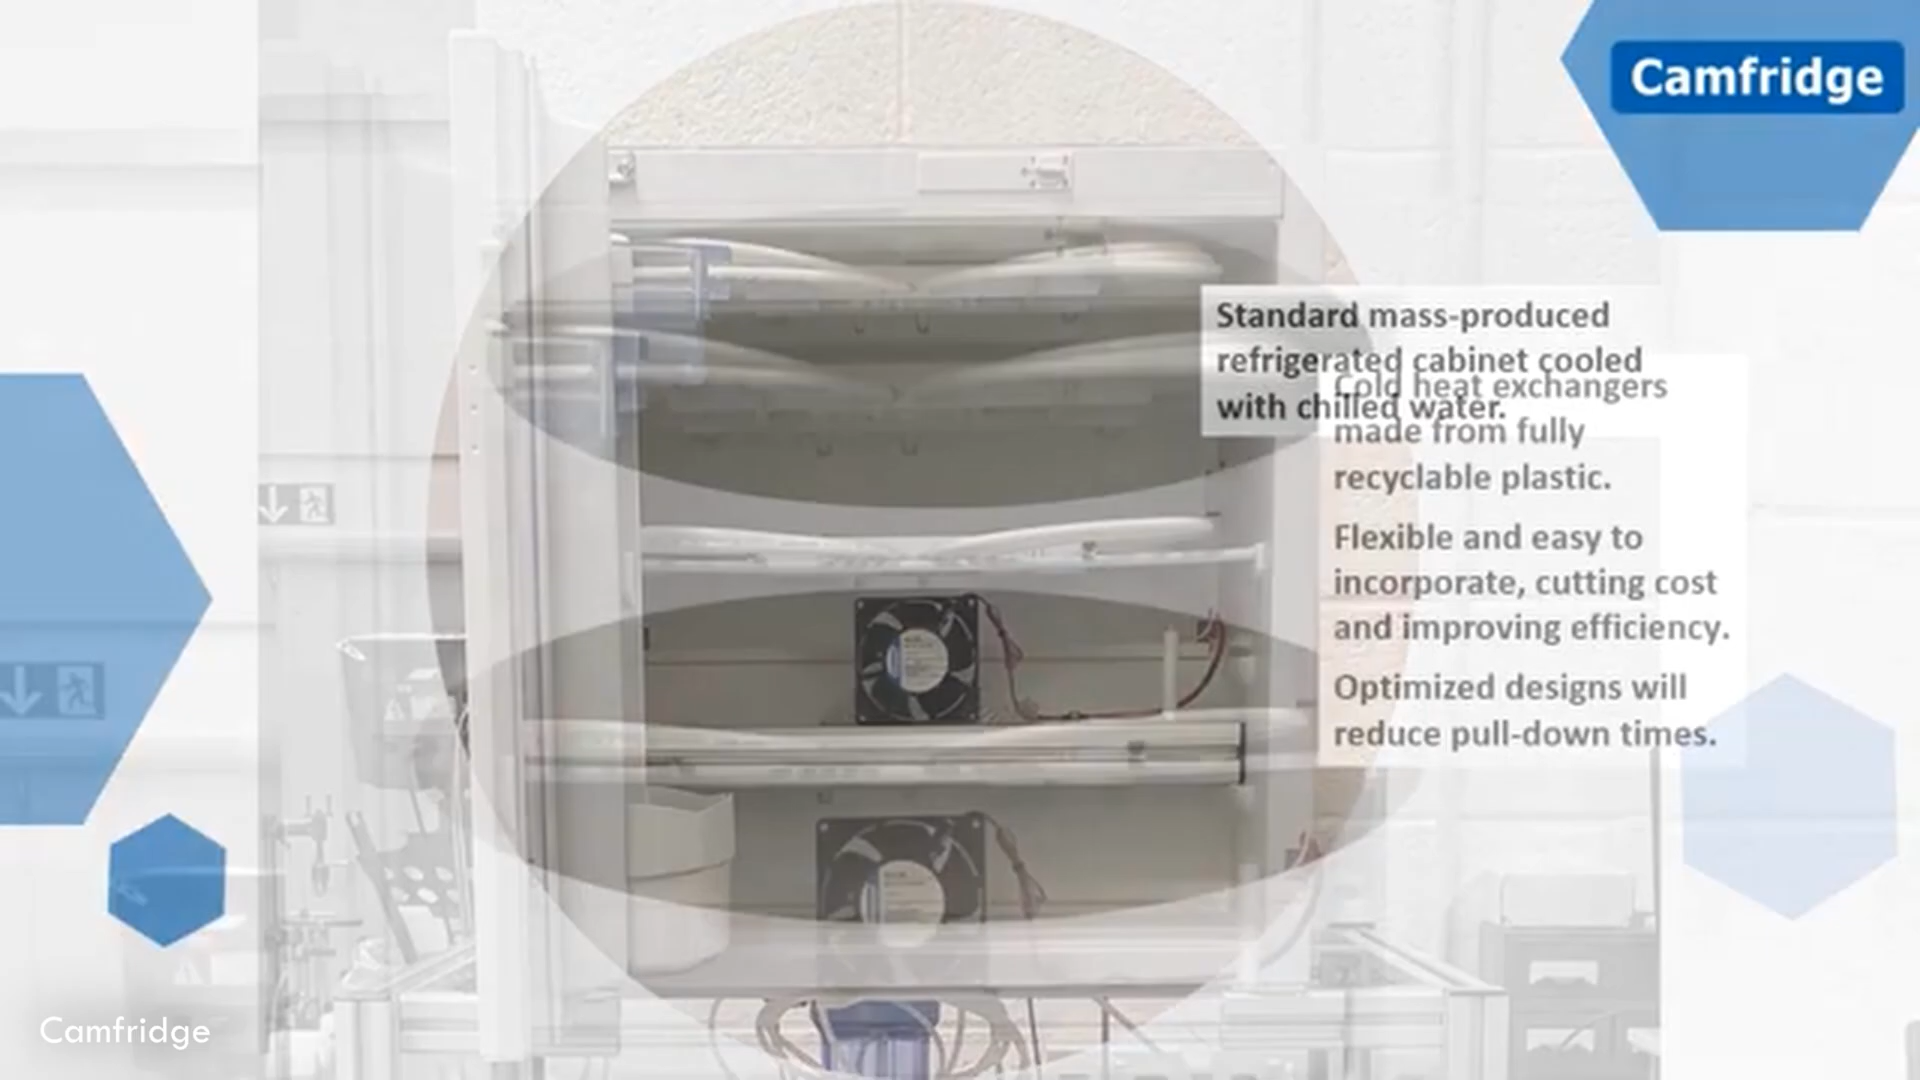 Camfridge
Standard mass-produced
refrigerated cabinet cooled
with chilled water.
Cold heat exchangers
made from fully
recyclable plastic.
Flexible and easy to
incorporate, cutting cost
and improving efficiency.
Optimized designs will
reduce pull-down times.
Camfridge